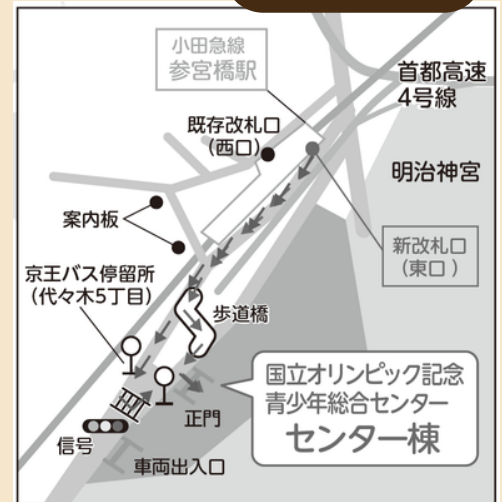 小田急線
参宮橋駅
首都高速
4号線
既存改札口
(西口)
明治神宮
案内板
新改札口
(東口)
京王バス停留所
(代々木5丁目)
歩道橋
国立オリンピック記念
青少年総合センター
センター棟
正門
信号
車両出入口